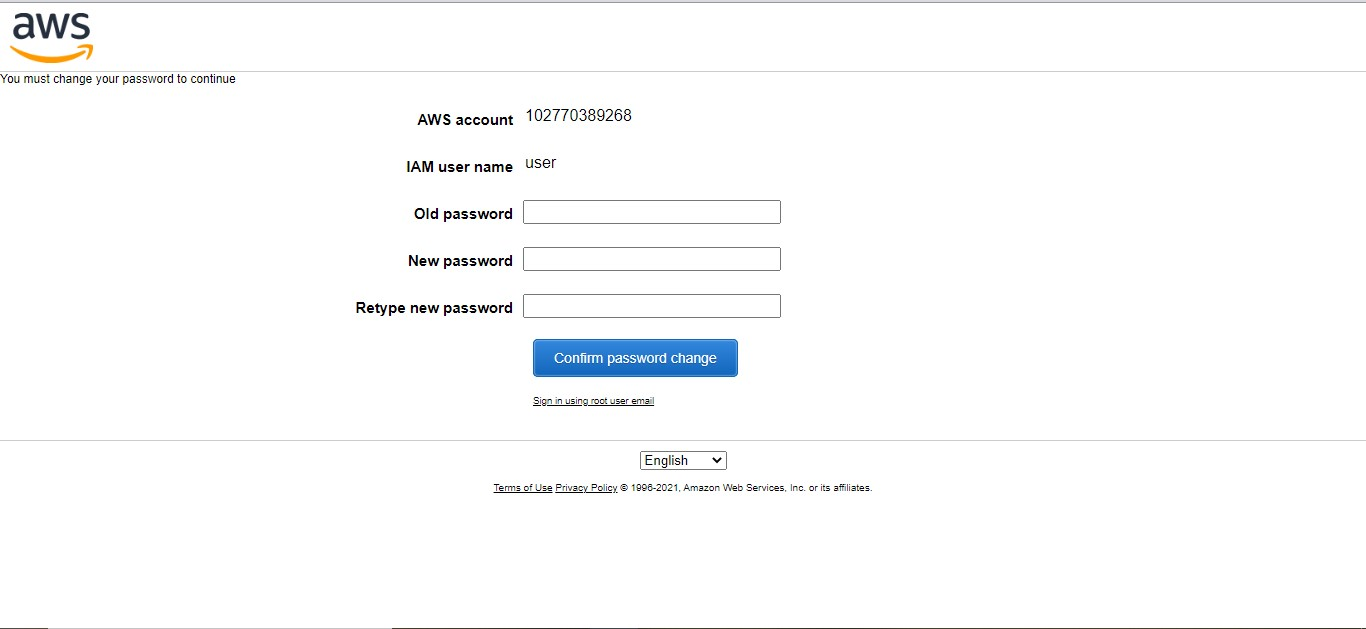 aws
You must change your password to continue
AWS account 102770389268
IAM user name user
Old password
New password
Retype new password
Confirm password change
Sign in using root user email
English
Terms of Use Privacy Policy © 1996-2021, Amazon Web Services, Inc. or its affiliates.